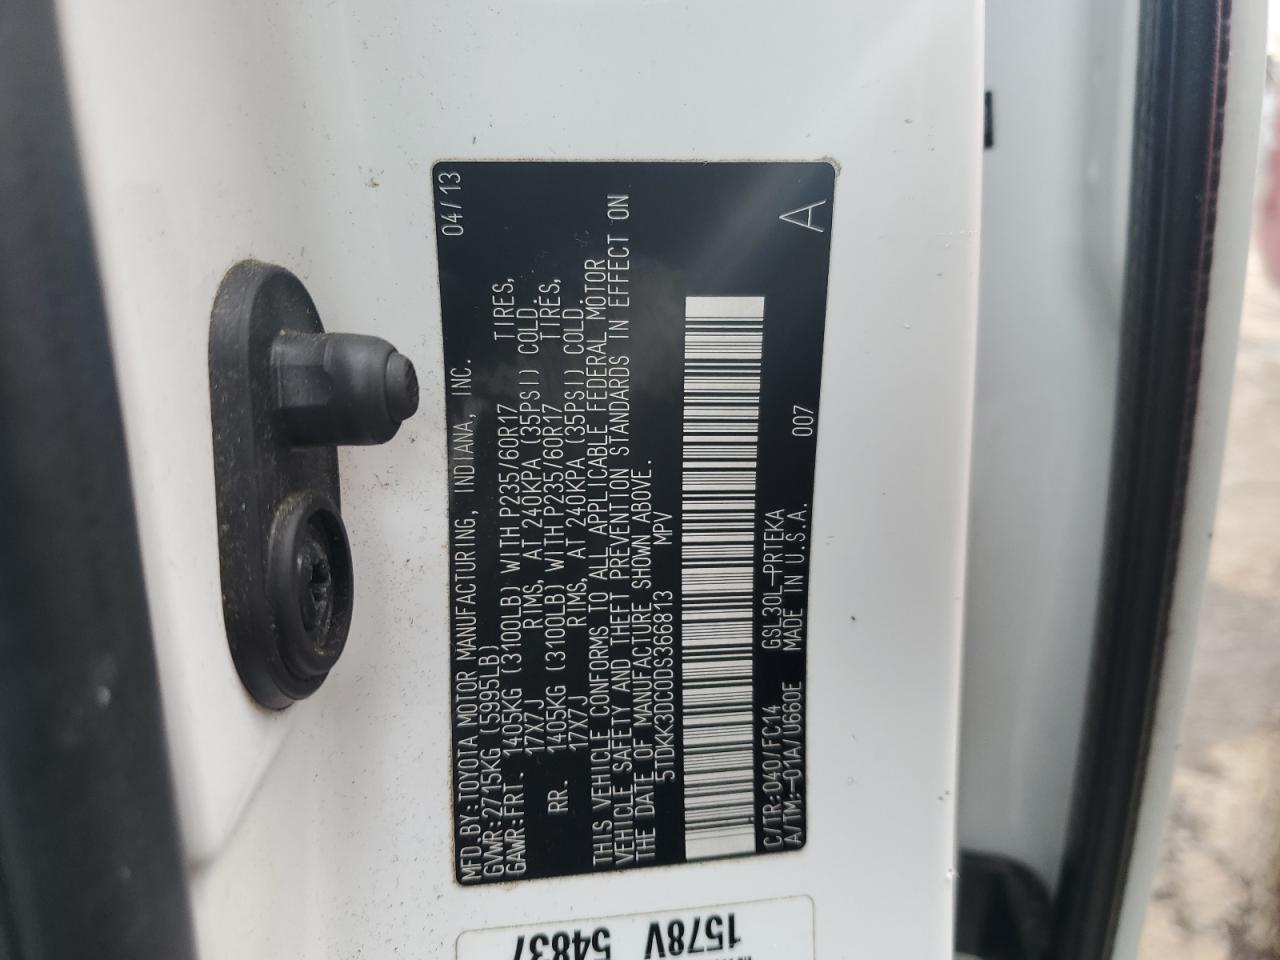 04/13
MFD.BY:TOYOTA MOTOR MANUFACTURING, INDIANA, INC.
GVWR:2715KG (5995LB)
GAWR:FRT. 1405KG (3100LB) WITH P235/60R17 TIRES,
17X7J RIMS, AT 240KPA (35PSI) COLD.
RR. 1405KG (3100LB) WITH P235/60R17 TIRES,
17X7J RIMS, AT 240KPA (35PSI) COLD.
THIS VEHICLE CONFORMS TO ALL APPLICABLE FEDERAL MOTOR
VEHICLE SAFETY AND THEFT PREVENTION STANDARDS IN EFFECT ON
THE DATE OF MANUFACTURE SHOWN ABOVE.
5TDKK3DC0DS366813 MPV
C/TR:040/FC14 GSL30L-PRTEKA 007 A
A/TM:-01A/U660E MADE IN U.S.A.
1578V
54837